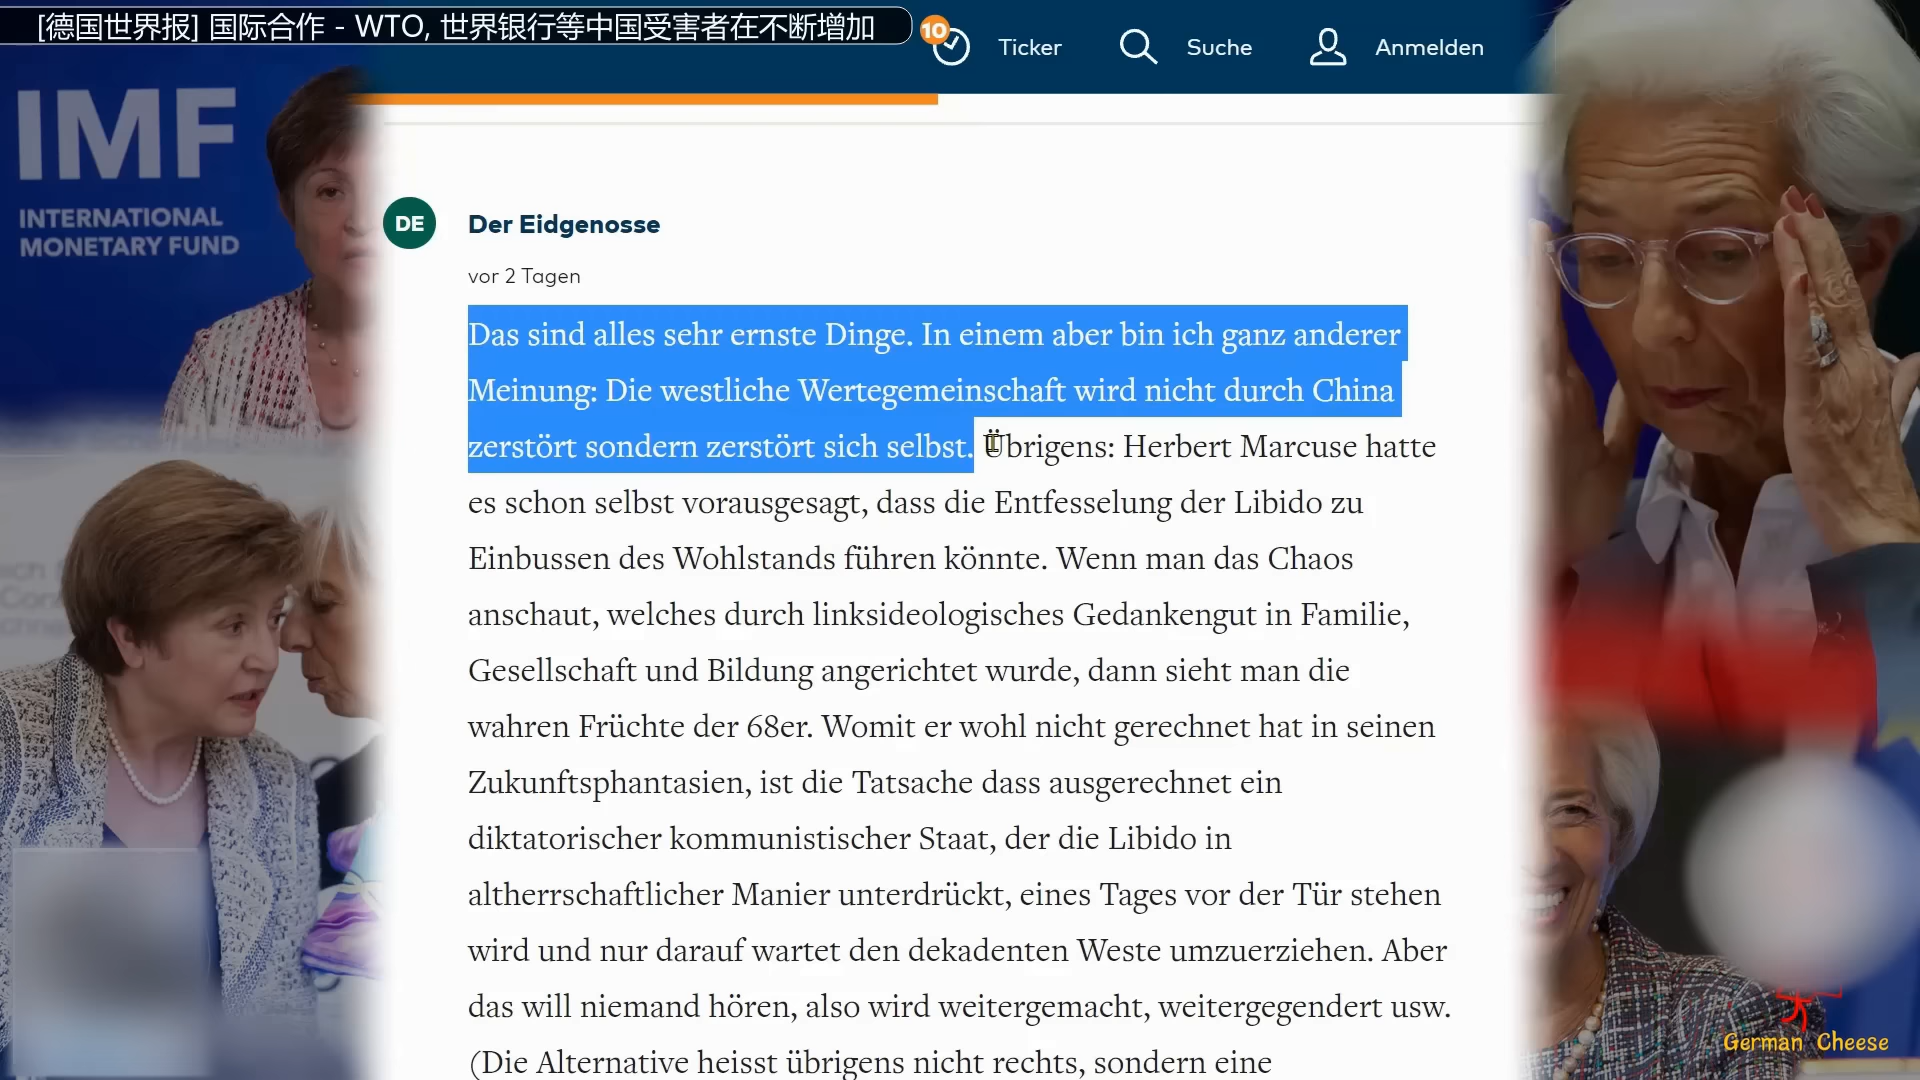 [德国世界报] 国际合作 - WTO, 世界银行等中国受害者在不断增加
10
Ticker
Suche
Anmelden
IMF
INTERNATIONAL
MONETARY FUND
DE
Der Eidgenosse
vor 2 Tagen
Das sind alles sehr ernste Dinge. In einem aber bin ich ganz anderer
Meinung: Die westliche Wertegemeinschaft wird nicht durch China
zerstört sondern zerstört sich selbst. Übrigens: Herbert Marcuse hatte
es schon selbst vorausgesagt, dass die Entfesselung der Libido zu
Einbussen des Wohlstands führen könnte. Wenn man das Chaos
anschaut, welches durch linksideologisches Gedankengut in Familie,
Gesellschaft und Bildung angerichtet wurde, dann sieht man die
wahren Früchte der 68er. Womit er wohl nicht gerechnet hat in seinen
Zukunftsphantasien, ist die Tatsache dass ausgerechnet ein
diktatorischer kommunistischer Staat, der die Libido in
altherrschaftlicher Manier unterdrückt, eines Tages vor der Tür stehen
wird und nur darauf wartet den dekadenten Weste umzuerziehen. Aber
das will niemand hören, also wird weitergemacht, weitergegendert usw.
(Die Alternative heisst übrigens nicht rechts, sondern eine
German Cheese